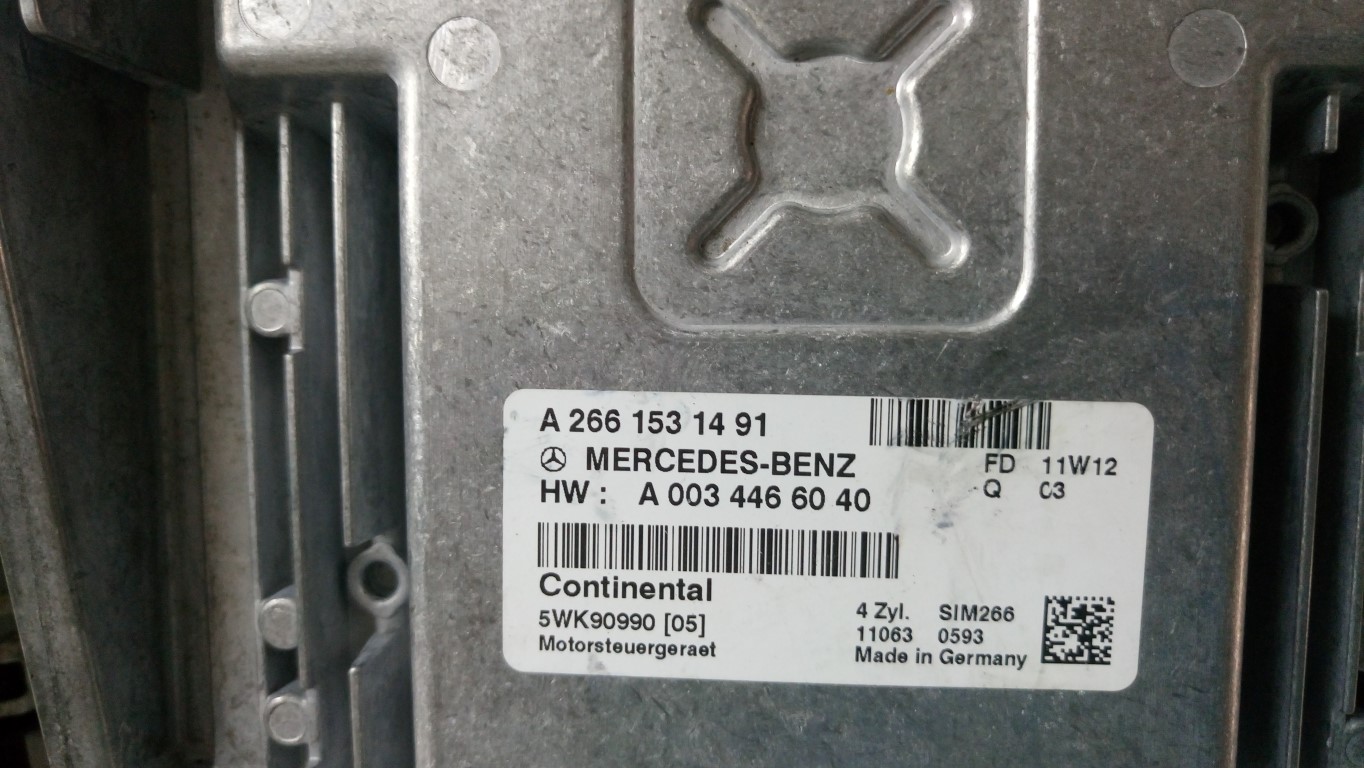 A 266 153 14 91
MERCEDES-BENZ
FD 11W12
HW : A 003 446 60 40
Q 03
Continental
5WK90990 [05]
4 Zyl. SIM266
Motorsteuergeraet
11063 0593
Made in Germany